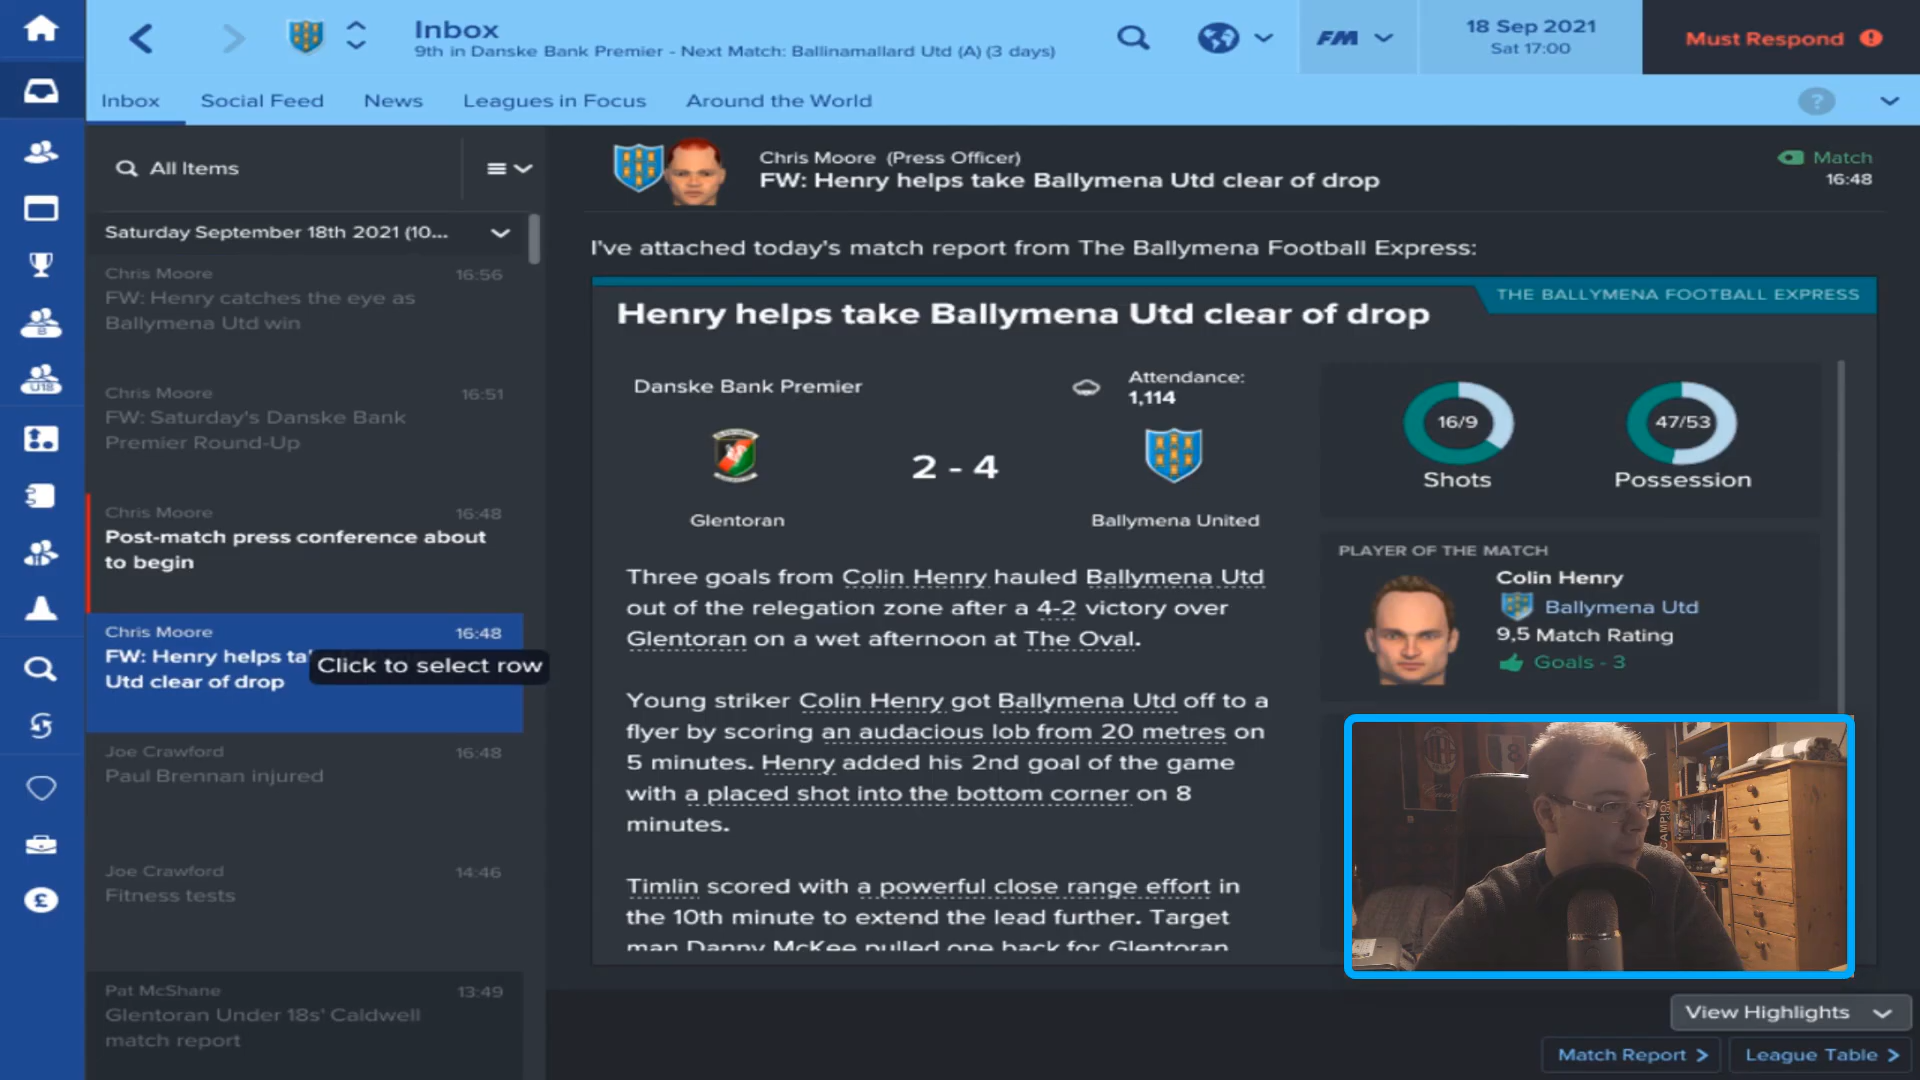 Inbox
9th in Danske Bank Premier - Next Match: Ballinamallard Utd (A) (3 days)
FM
18 Sep 2021
Sat 17:00
Must Respond
Inbox
Social Feed
News
Leagues in Focus
Around the World
?
All Items
Saturday September 18th 2021 (10...
Chris Moore 16:56
FW: Henry catches the eye as
Ballymena Utd win
Chris Moore 16:51
FW: Saturday's Danske Bank
Premier Round-Up
Chris Moore 16:48
Post-match press conference about
to begin
Chris Moore 16:48
FW: Henry helps ta
Utd clear of drop
Click to select row
Joe Crawford 16:48
Paul Brennan injured
Joe Crawford 14:46
Fitness tests
Pat McShane 13:49
Glentoran Under 18s' Caldwell
match report
U18
£
Chris Moore (Press Officer)
FW: Henry helps take Ballymena Utd clear of drop
Match
16:48
I've attached today's match report from The Ballymena Football Express:
THE BALLYMENA FOOTBALL EXPRESS
Henry helps take Ballymena Utd clear of drop
Danske Bank Premier
Attendance:
1,114
2 - 4
Glentoran
Ballymena United
Three goals from Colin Henry hauled Ballymena Utd
out of the relegation zone after a 4-2 victory over
Glentoran on a wet afternoon at The Oval.
Young striker Colin Henry got Ballymena Utd off to a
flyer by scoring an audacious lob from 20 metres on
5 minutes. Henry added his 2nd goal of the game
with a placed shot into the bottom corner on 8
minutes.
Timlin scored with a powerful close range effort in
the 10th minute to extend the lead further. Target
man Danny McKee pulled one back for Glentoran
16/9
Shots
47/53
Possession
PLAYER OF THE MATCH
Colin Henry
Ballymena Utd
9.5 Match Rating
Goals - 3
CAMPION
View Highlights
Match Report
League Table